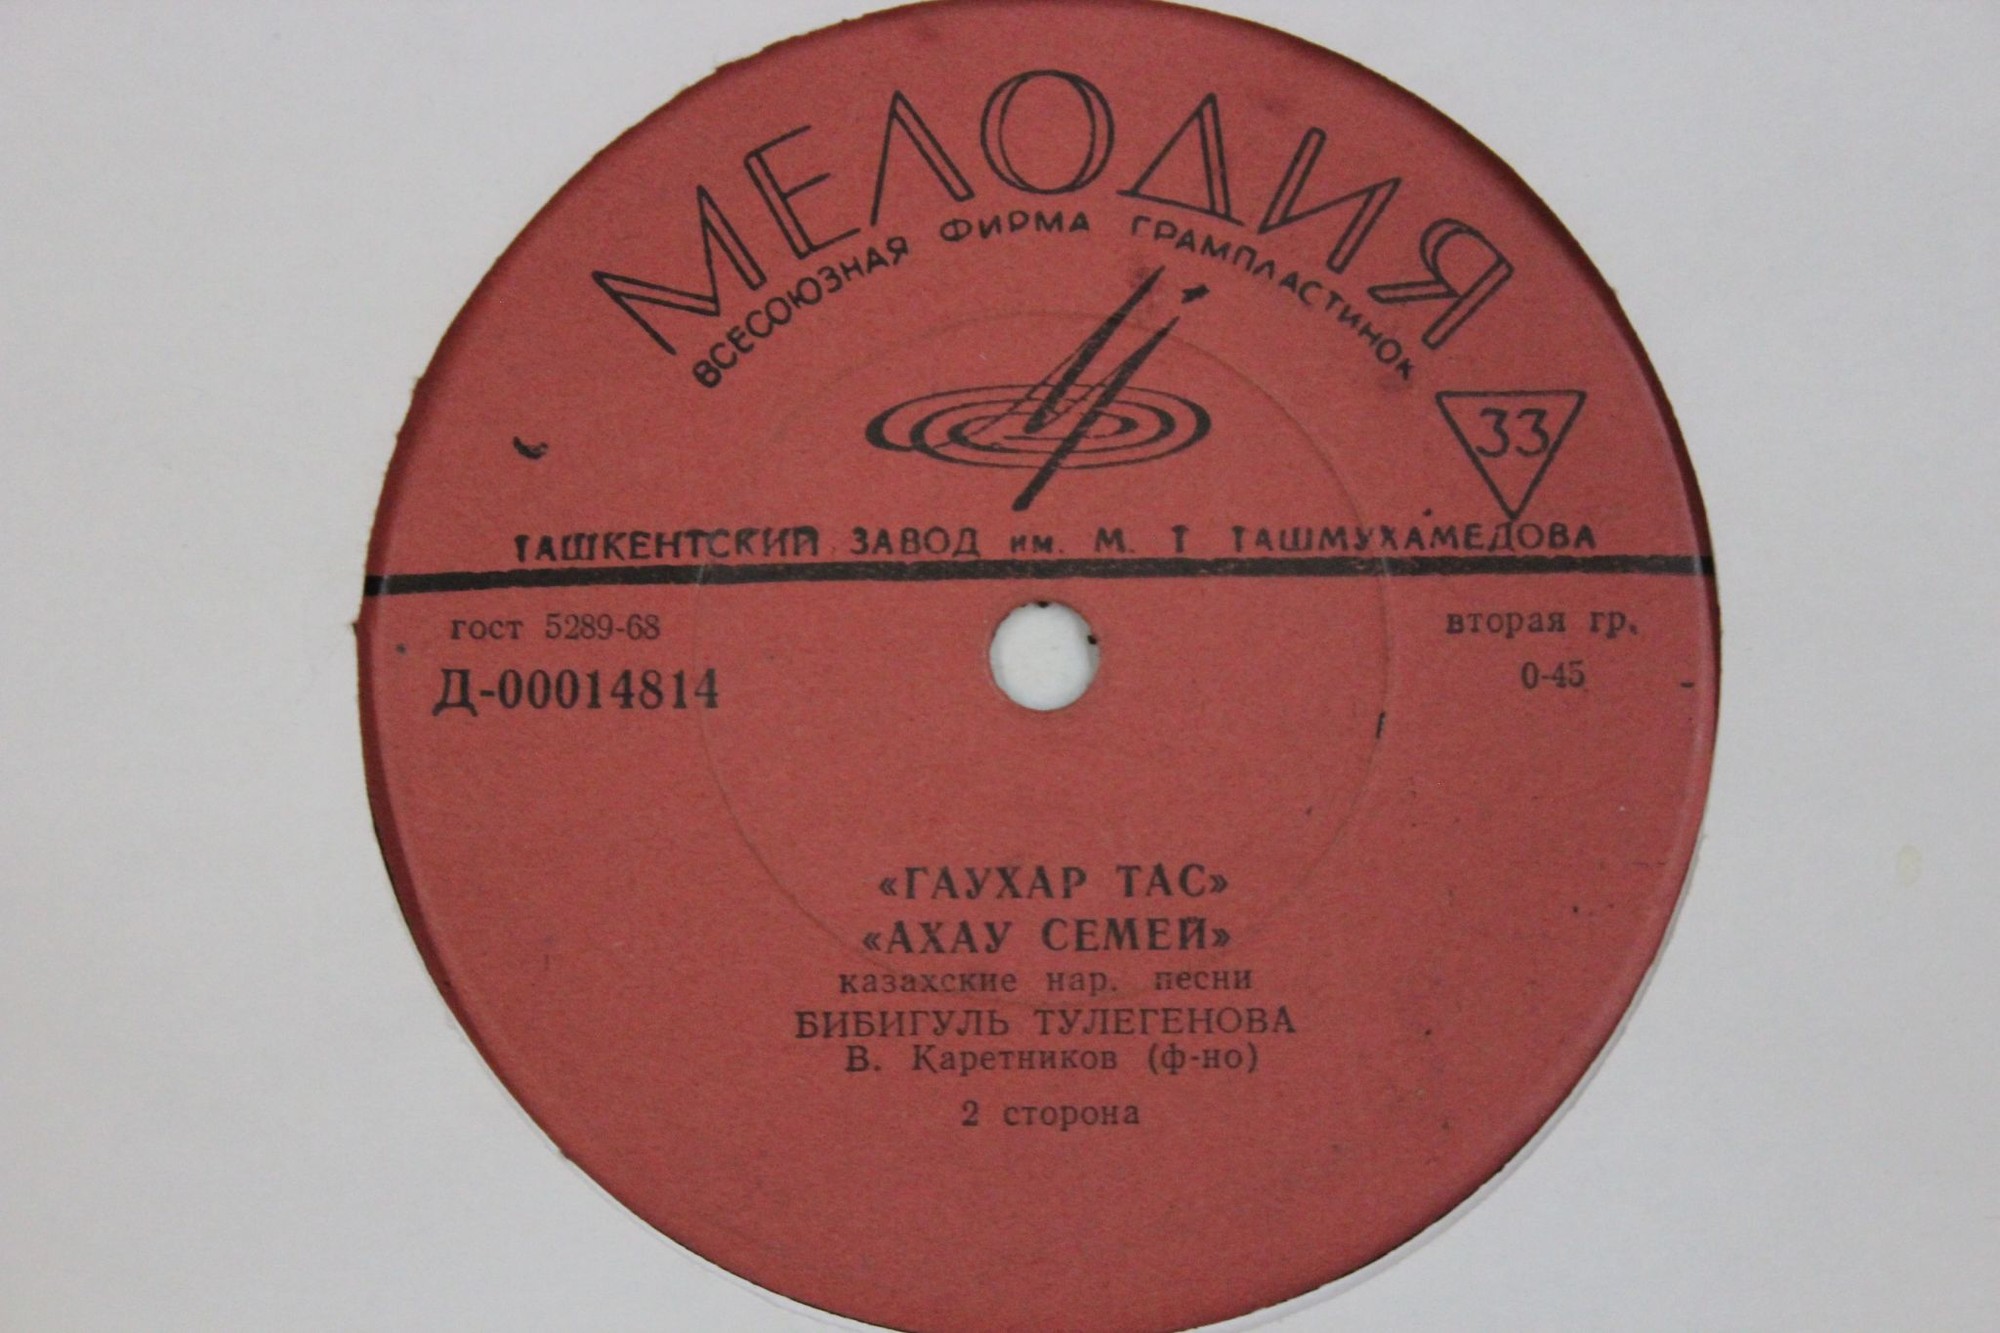 МЕЛОДИЯ
ВСЕСОЮЗНАЯ ФИРМА ГРАМПЛАСТИНОК
33
ТАШКЕНТСКИЙ ЗАВОД им. М. Т ТАШМУХАМЕДОВА
гост 5289-68
вторая гр.
Д-00014814
0-45
«ГАУХАР ТАС»
«АХАУ СЕМЕЙ»
казахские нар. песни
БИБИГУЛЬ ТУЛЕГЕНОВА
В. Каретников (ф-но)
2 сторона